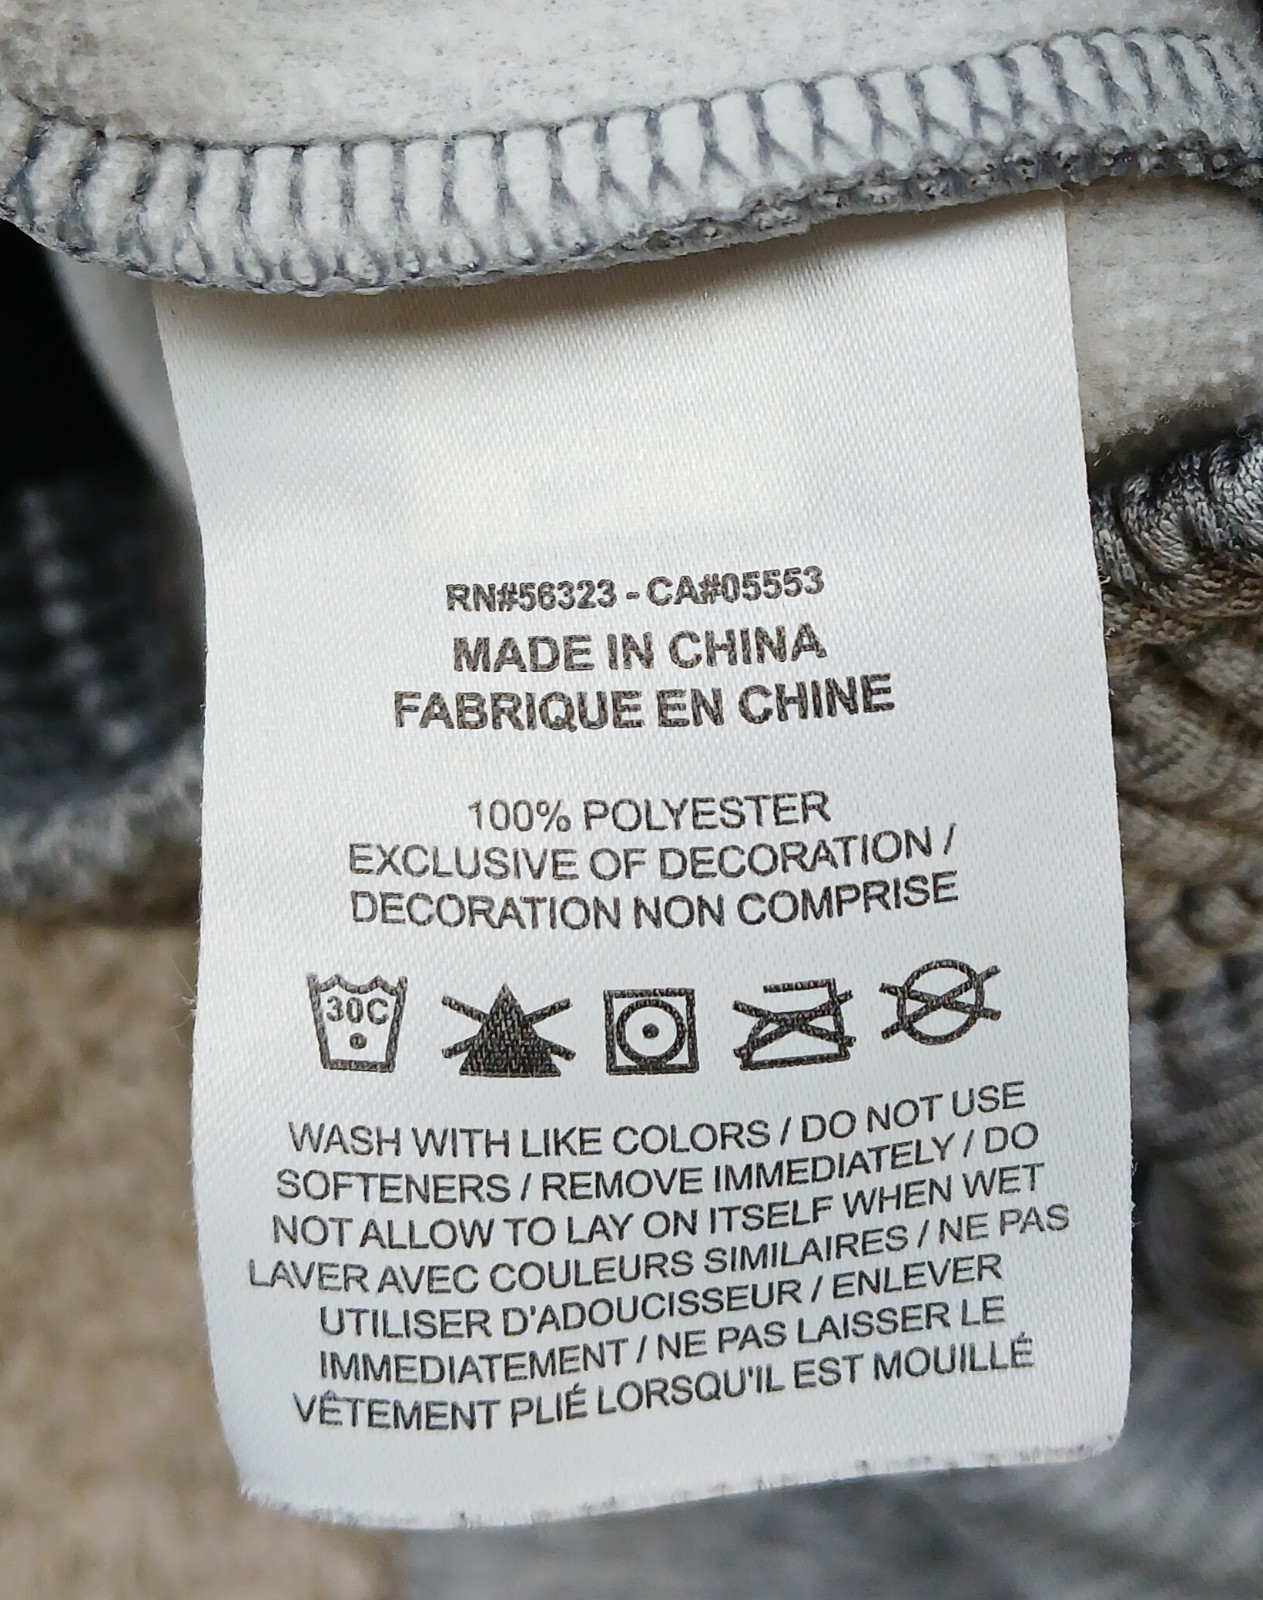 RN#56323 - CA#05553
MADE IN CHINA
FABRIQUE EN CHINE
100% POLYESTER
EXCLUSIVE OF DECORATION /
DECORATION NON COMPRISE
30C
WASH WITH LIKE COLORS / DO NOT USE
SOFTENERS / REMOVE IMMEDIATELY / DO
NOT ALLOW TO LAY ON ITSELF WHEN WET
LAVER AVEC COULEURS SIMILAIRES / NE PAS
UTILISER D'ADOUCISSEUR / ENLEVER
IMMEDIATEMENT / NE PAS LAISSER LE
VÊTEMENT PLIÉ LORSQU'IL EST MOUILLÉ